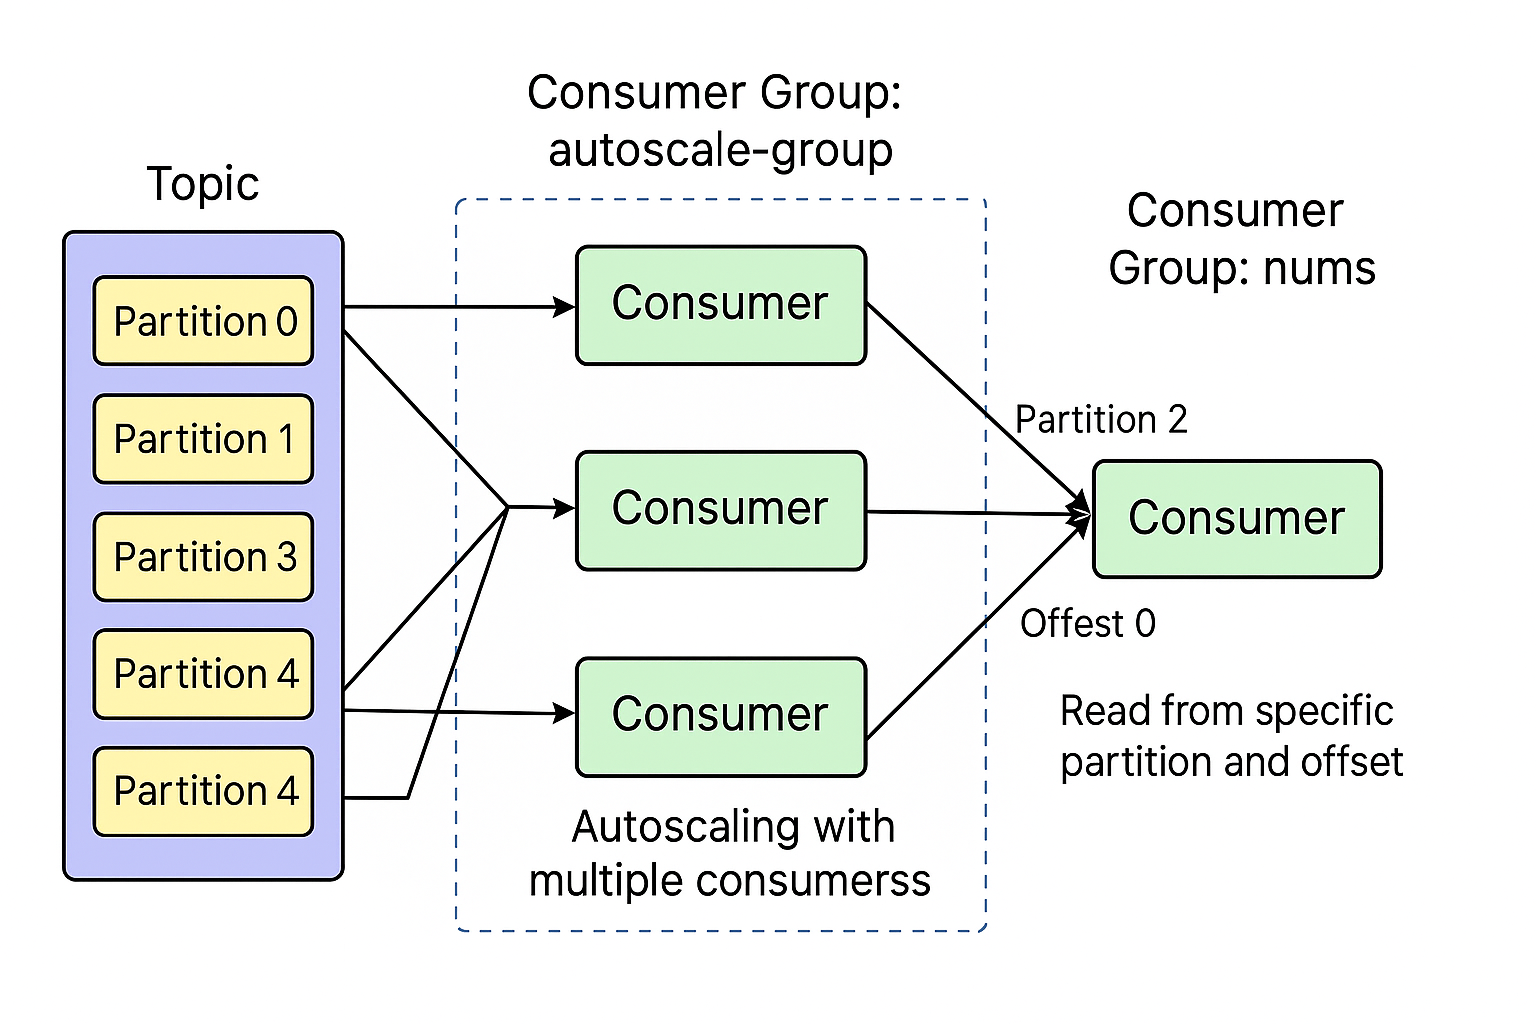 Topic
Partition 0
Partition 1
Partition 3
Partition 4
Partition 4
Consumer Group:
autoscale-group
Consumer
Consumer
Consumer
Autoscaling with
multiple consumerss
Consumer
Group: nums
Partition 2
Consumer
Offest 0
Read from specific
partition and offset